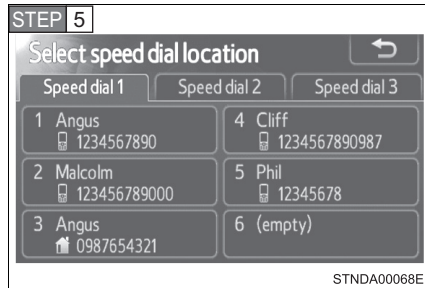 STEP 5
Select speed dial location
Speed dial 1 Speed dial 2 Speed dial 3
1 Angus
1234567890
2 Malcolm
123456789000
3 Angus
0987654321
4 Cliff
1234567890987
5 Phil
12345678
6 (empty)
STNDA00068E